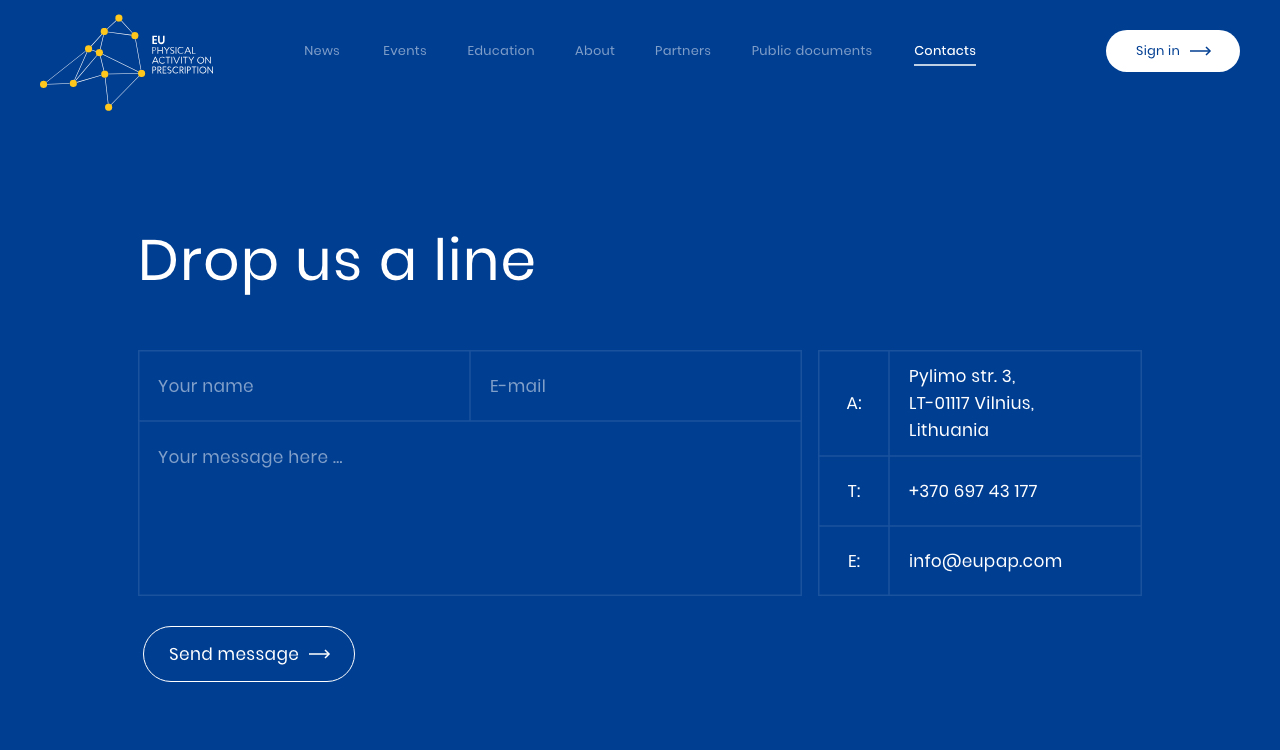 EU
PHYSICAL
ACTIVITY ON
PRESCRIPTION
News Events Education About Partners Public documents Contacts Sign in
Drop us a line
Your name E-mail
Your message here ...
A: Pylimo str. 3,
LT-01117 Vilnius,
Lithuania
T: +370 697 43 177
E: info@eupap.com
Send message